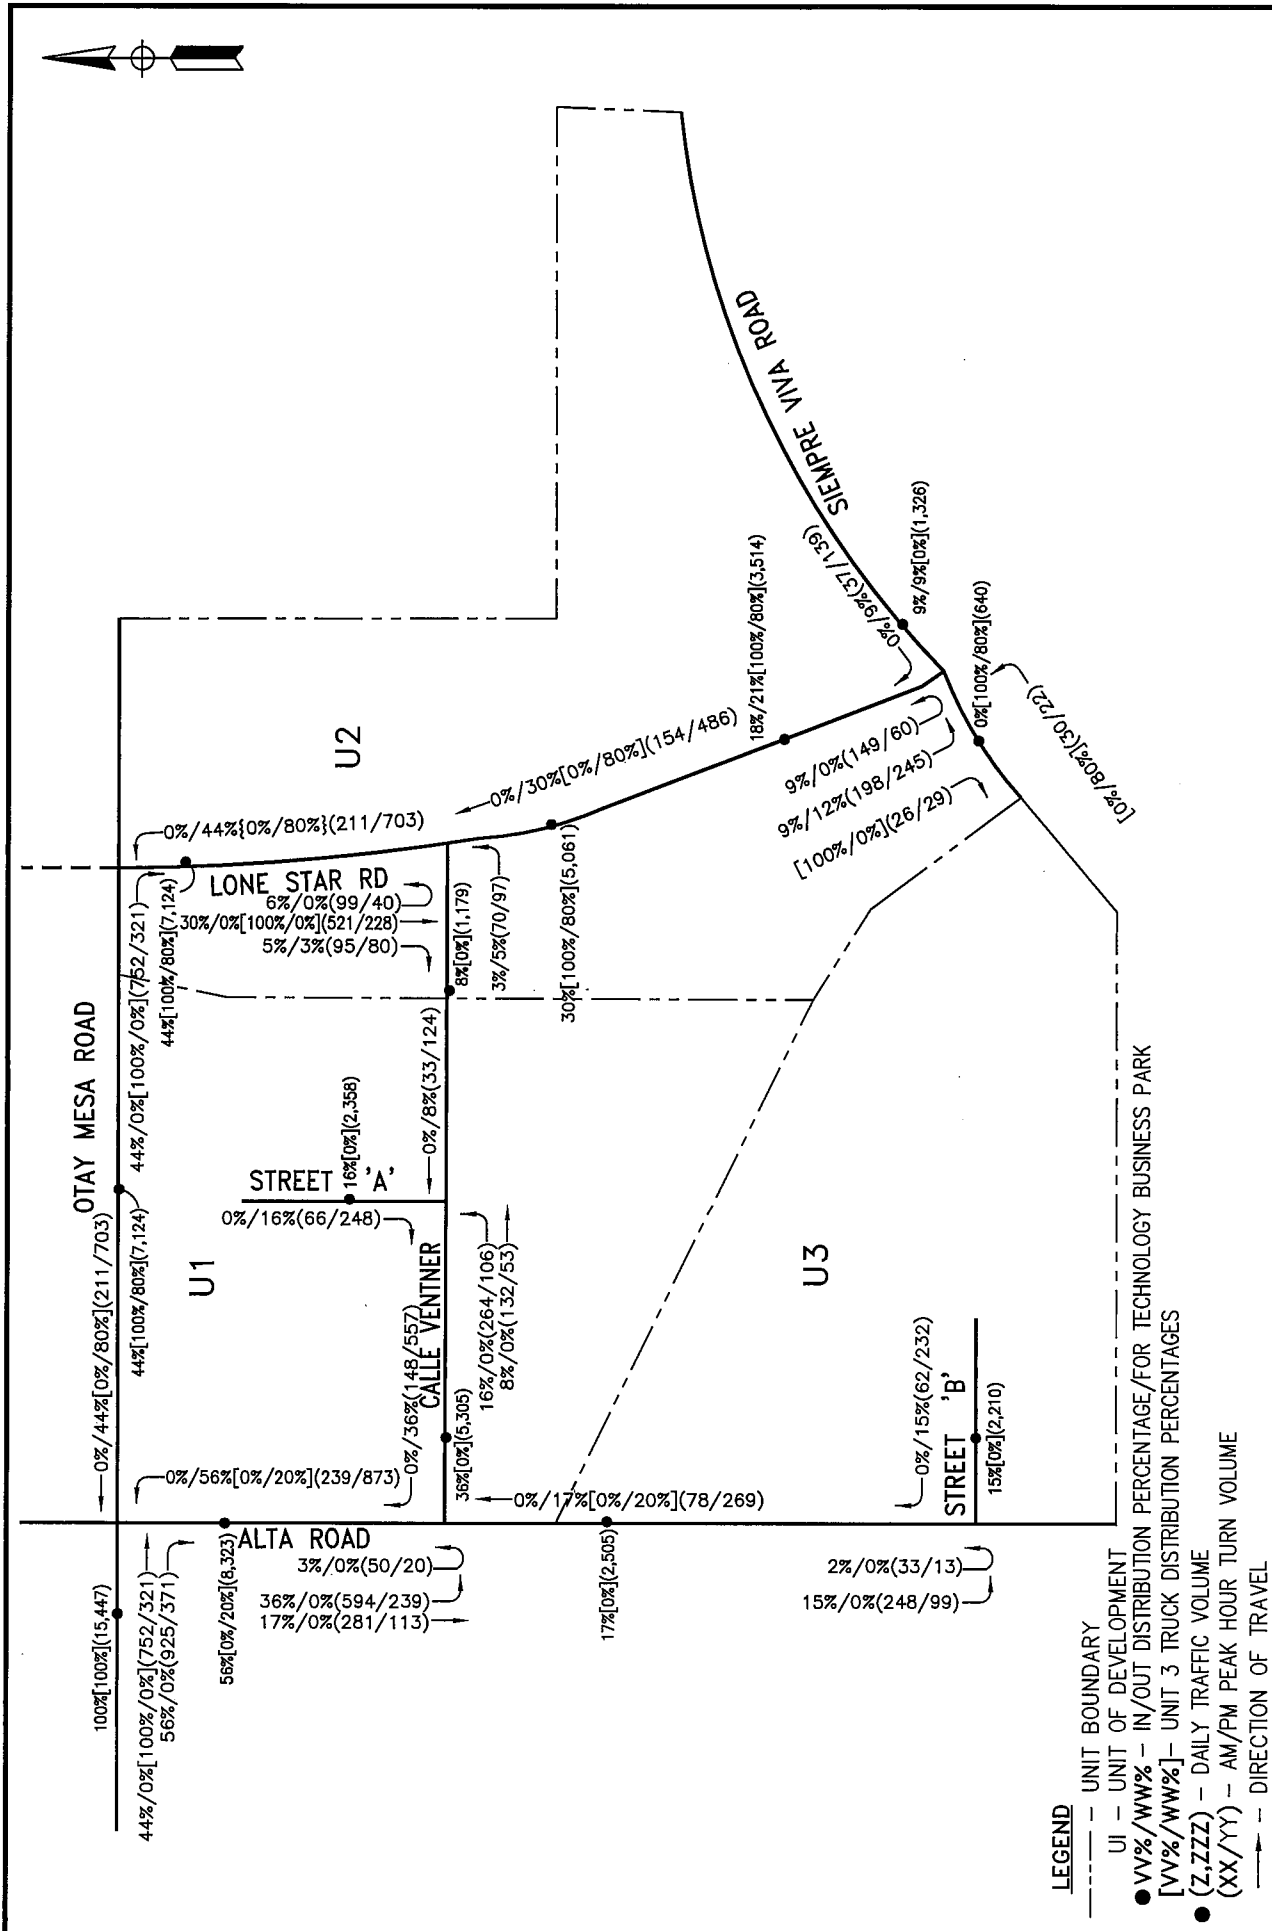 OTAY MESA ROAD
100%[100%](15,447)
44%/0%[100%/0%](752/321)
56%/0%(925/371)
0%/44%[0%/80%](211/703)
44%[100%/80%](7,124)
44%/0%[100%/0%](752/321)
44%[100%/80%](7,124)
0%/44%{0%/80%}(211/703)
LONE STAR RD
6%/0%(99/40)
30%/0%[100%/0%](521/228)
5%/3%(95/80)
U1
U2
0%/56%[0%/20%](239/873)
56%[0%/20%](8,323)
ALTA ROAD
3%/0%(50/20)
36%/0%(594/239)
17%/0%(281/113)
STREET 'A'
16%[0%](2,358)
0%/16%(66/248)
0%/36%(148/557)
CALLE VENTNER
0%/8%(33/124)
36%[0%](5,305)
16%/0%(264/106)
8%/0%(132/53)
8%[0%](1,179)
3%/5%(70/97)
0%/30%[0%/80%](154/486)
30%[100%/80%](5,061)
0%/17%[0%/20%](78/269)
17%[0%](2,505)
SIEMPRE VIVA ROAD
18%/21%[100%/80%](3,514)
0%/9%(37/139)
9%/9%[0%](1,326)
9%/0%(149/60)
9%/12%(198/245)
[100%/0%](26/29)
0%[100%/80%](640)
[0%/80%](30/22)
U3
0%/15%(62/232)
STREET 'B'
15%[0%](2,210)
2%/0%(33/13)
15%/0%(248/99)
LEGEND
– UNIT BOUNDARY
UI – UNIT OF DEVELOPMENT
VV%/WW% – IN/OUT DISTRIBUTION PERCENTAGE/FOR TECHNOLOGY BUSINESS PARK
[VV%/WW%]– UNIT 3 TRUCK DISTRIBUTION PERCENTAGES
(Z,ZZZ) – DAILY TRAFFIC VOLUME
(XX/YY) – AM/PM PEAK HOUR TURN VOLUME
– DIRECTION OF TRAVEL